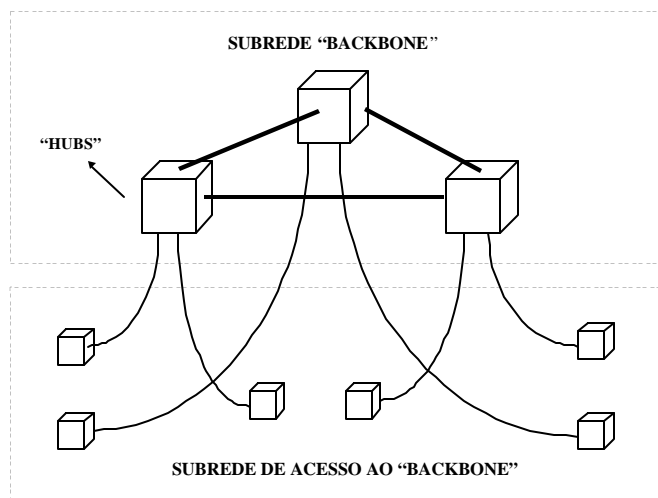 SUBREDE “BACKBONE”
“HUBS”
SUBREDE DE ACESSO AO “BACKBONE”